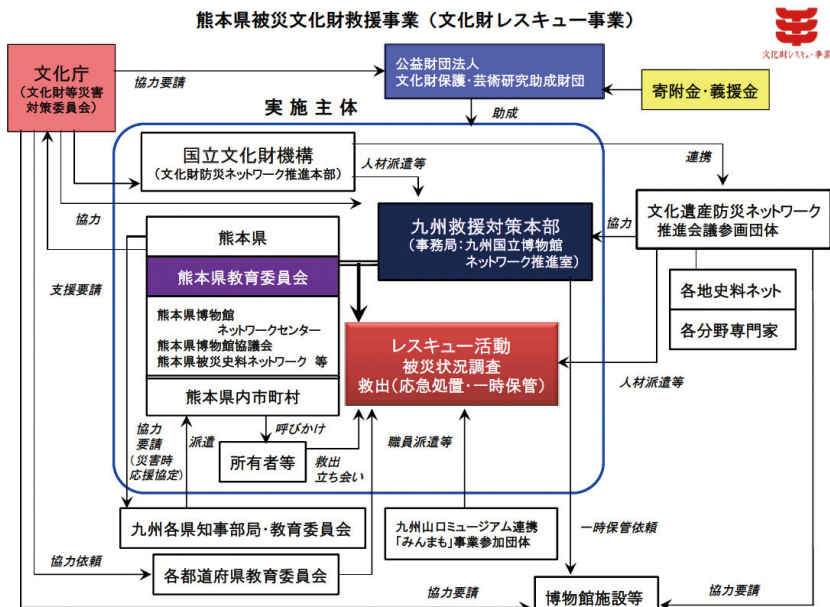 熊本県被災文化財救援事業（文化財レスキュー事業）
文化財レスキュー事業
文化庁
（文化財等災害
対策委員会）
協力要請
公益財団法人
文化財保護・芸術研究助成財団
寄附金・義援金
実施主体
助成
国立文化財機構
（文化財防災ネットワーク推進本部）
人材派遣等
連携
協力
九州救援対策本部
（事務局：九州国立博物館
ネットワーク推進室）
協力
文化遺産防災ネットワーク
推進会議参画団体
熊本県
熊本県教育委員会
支援要請
熊本県博物館
ネットワークセンター
熊本県博物館協議会
熊本県被災史料ネットワーク 等
熊本県内市町村
レスキュー活動
被災状況調査
救出（応急処置・一時保管）
各地史料ネット
各分野専門家
人材派遣等
協力
要請
（災害時
応援協定）
派遣
呼びかけ
所有者等
救出
立ち会い
職員派遣等
九州各県知事部局・教育委員会
九州山口ミュージアム連携
「みんまも」事業参加団体
一時保管依頼
協力依頼
各都道府県教育委員会
協力要請
博物館施設等
協力要請